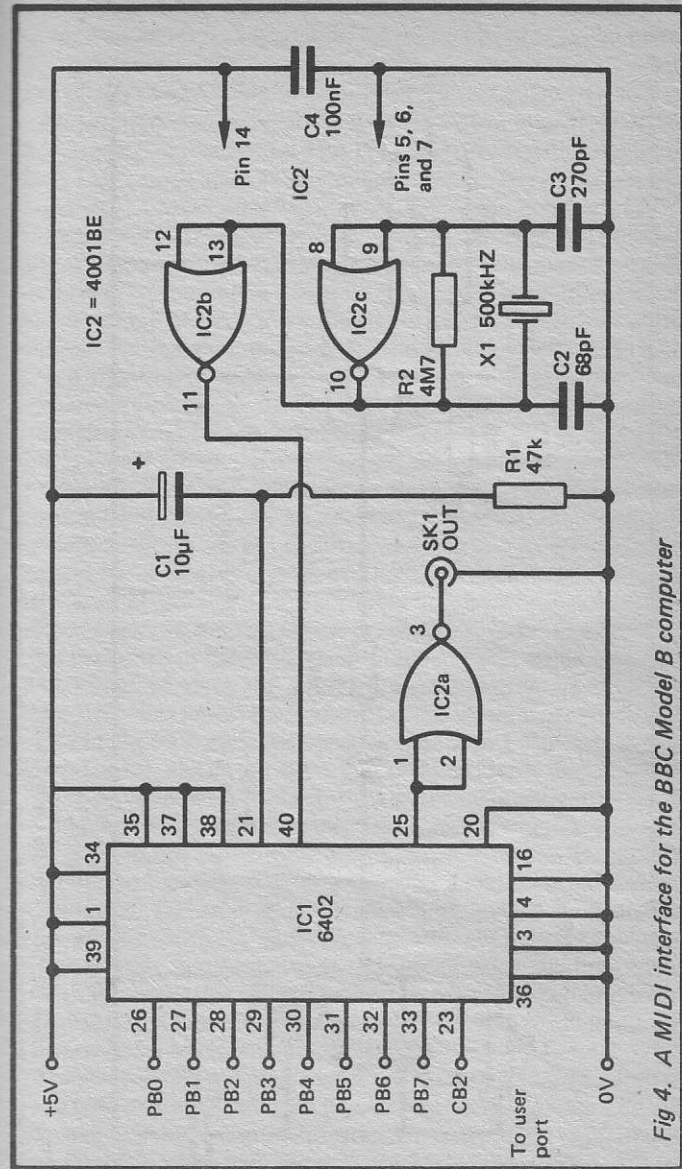 +5V
39
1
34
PB0
26
PB1
27
PB2
28
PB3
29
PB4
30
PB5
31
PB6
32
PB7
33
CB2
23
To user
port
IC1
6402
35
37
38
21
40
25
20
36
3
4
16
0V
C1
10µF
+
11
IC2b
12
13
IC2 = 4001BE
Pin 14
IC2
C4
100nF
Pins 5, 6,
and 7
10
IC2c
8
9
R2
4M7
X1 500kHZ
C2
68pF
C3
270pF
1
2
IC2a
3
SK1
OUT
R1
47k
Fig 4. A MIDI interface for the BBC Model B computer